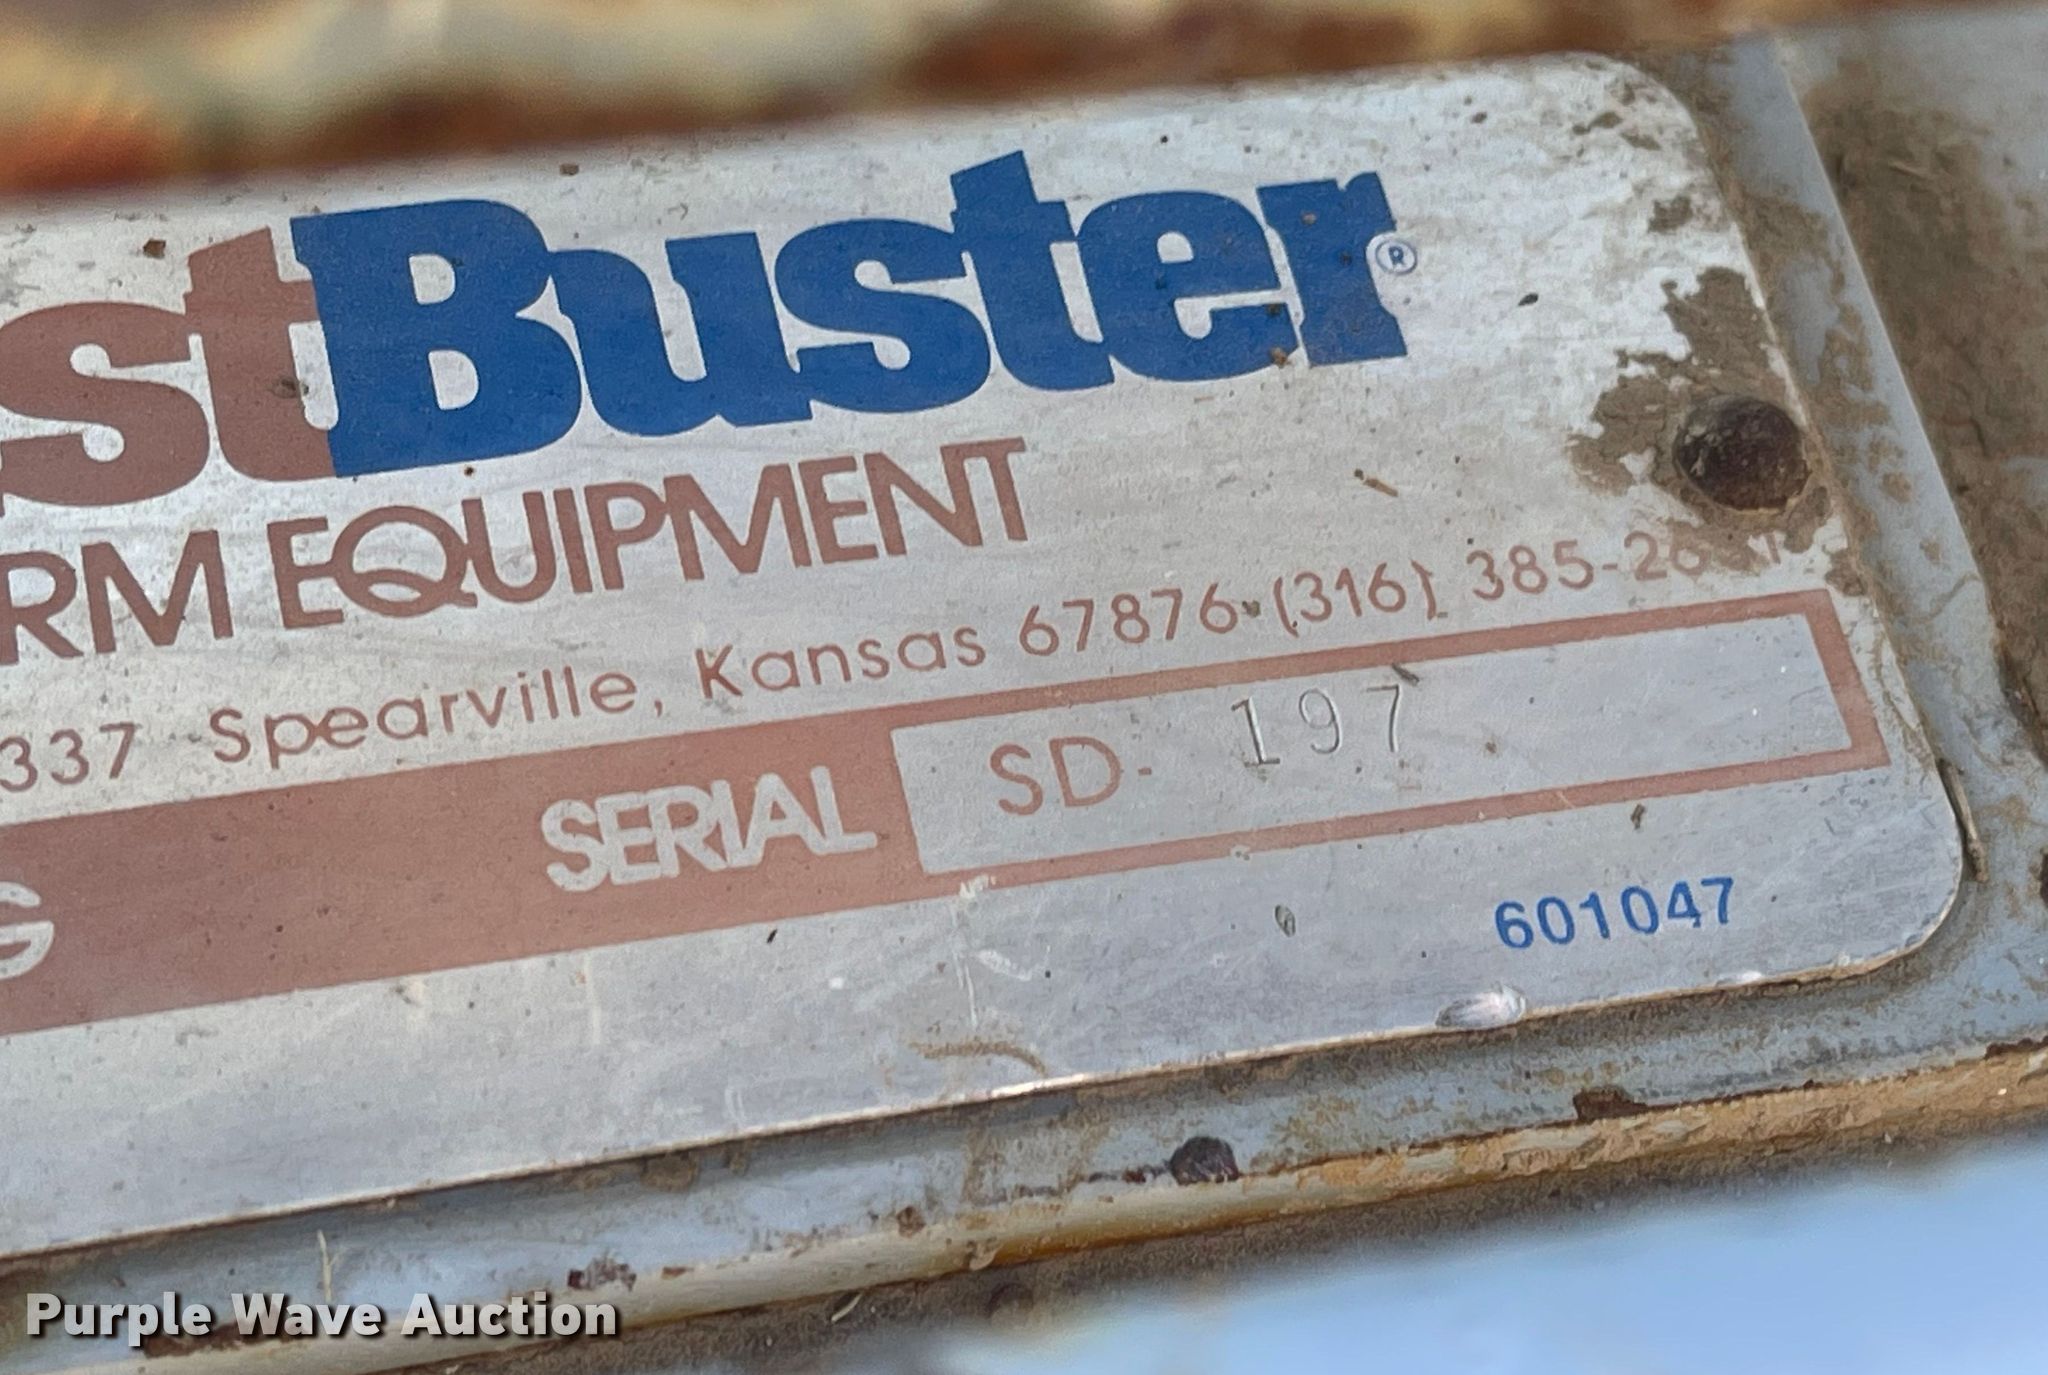 stBuster®
RM EQUIPMENT
337 Spearville, Kansas 67876 (316) 385-26
SERIAL SD- 197
G
601047
Purple Wave Auction